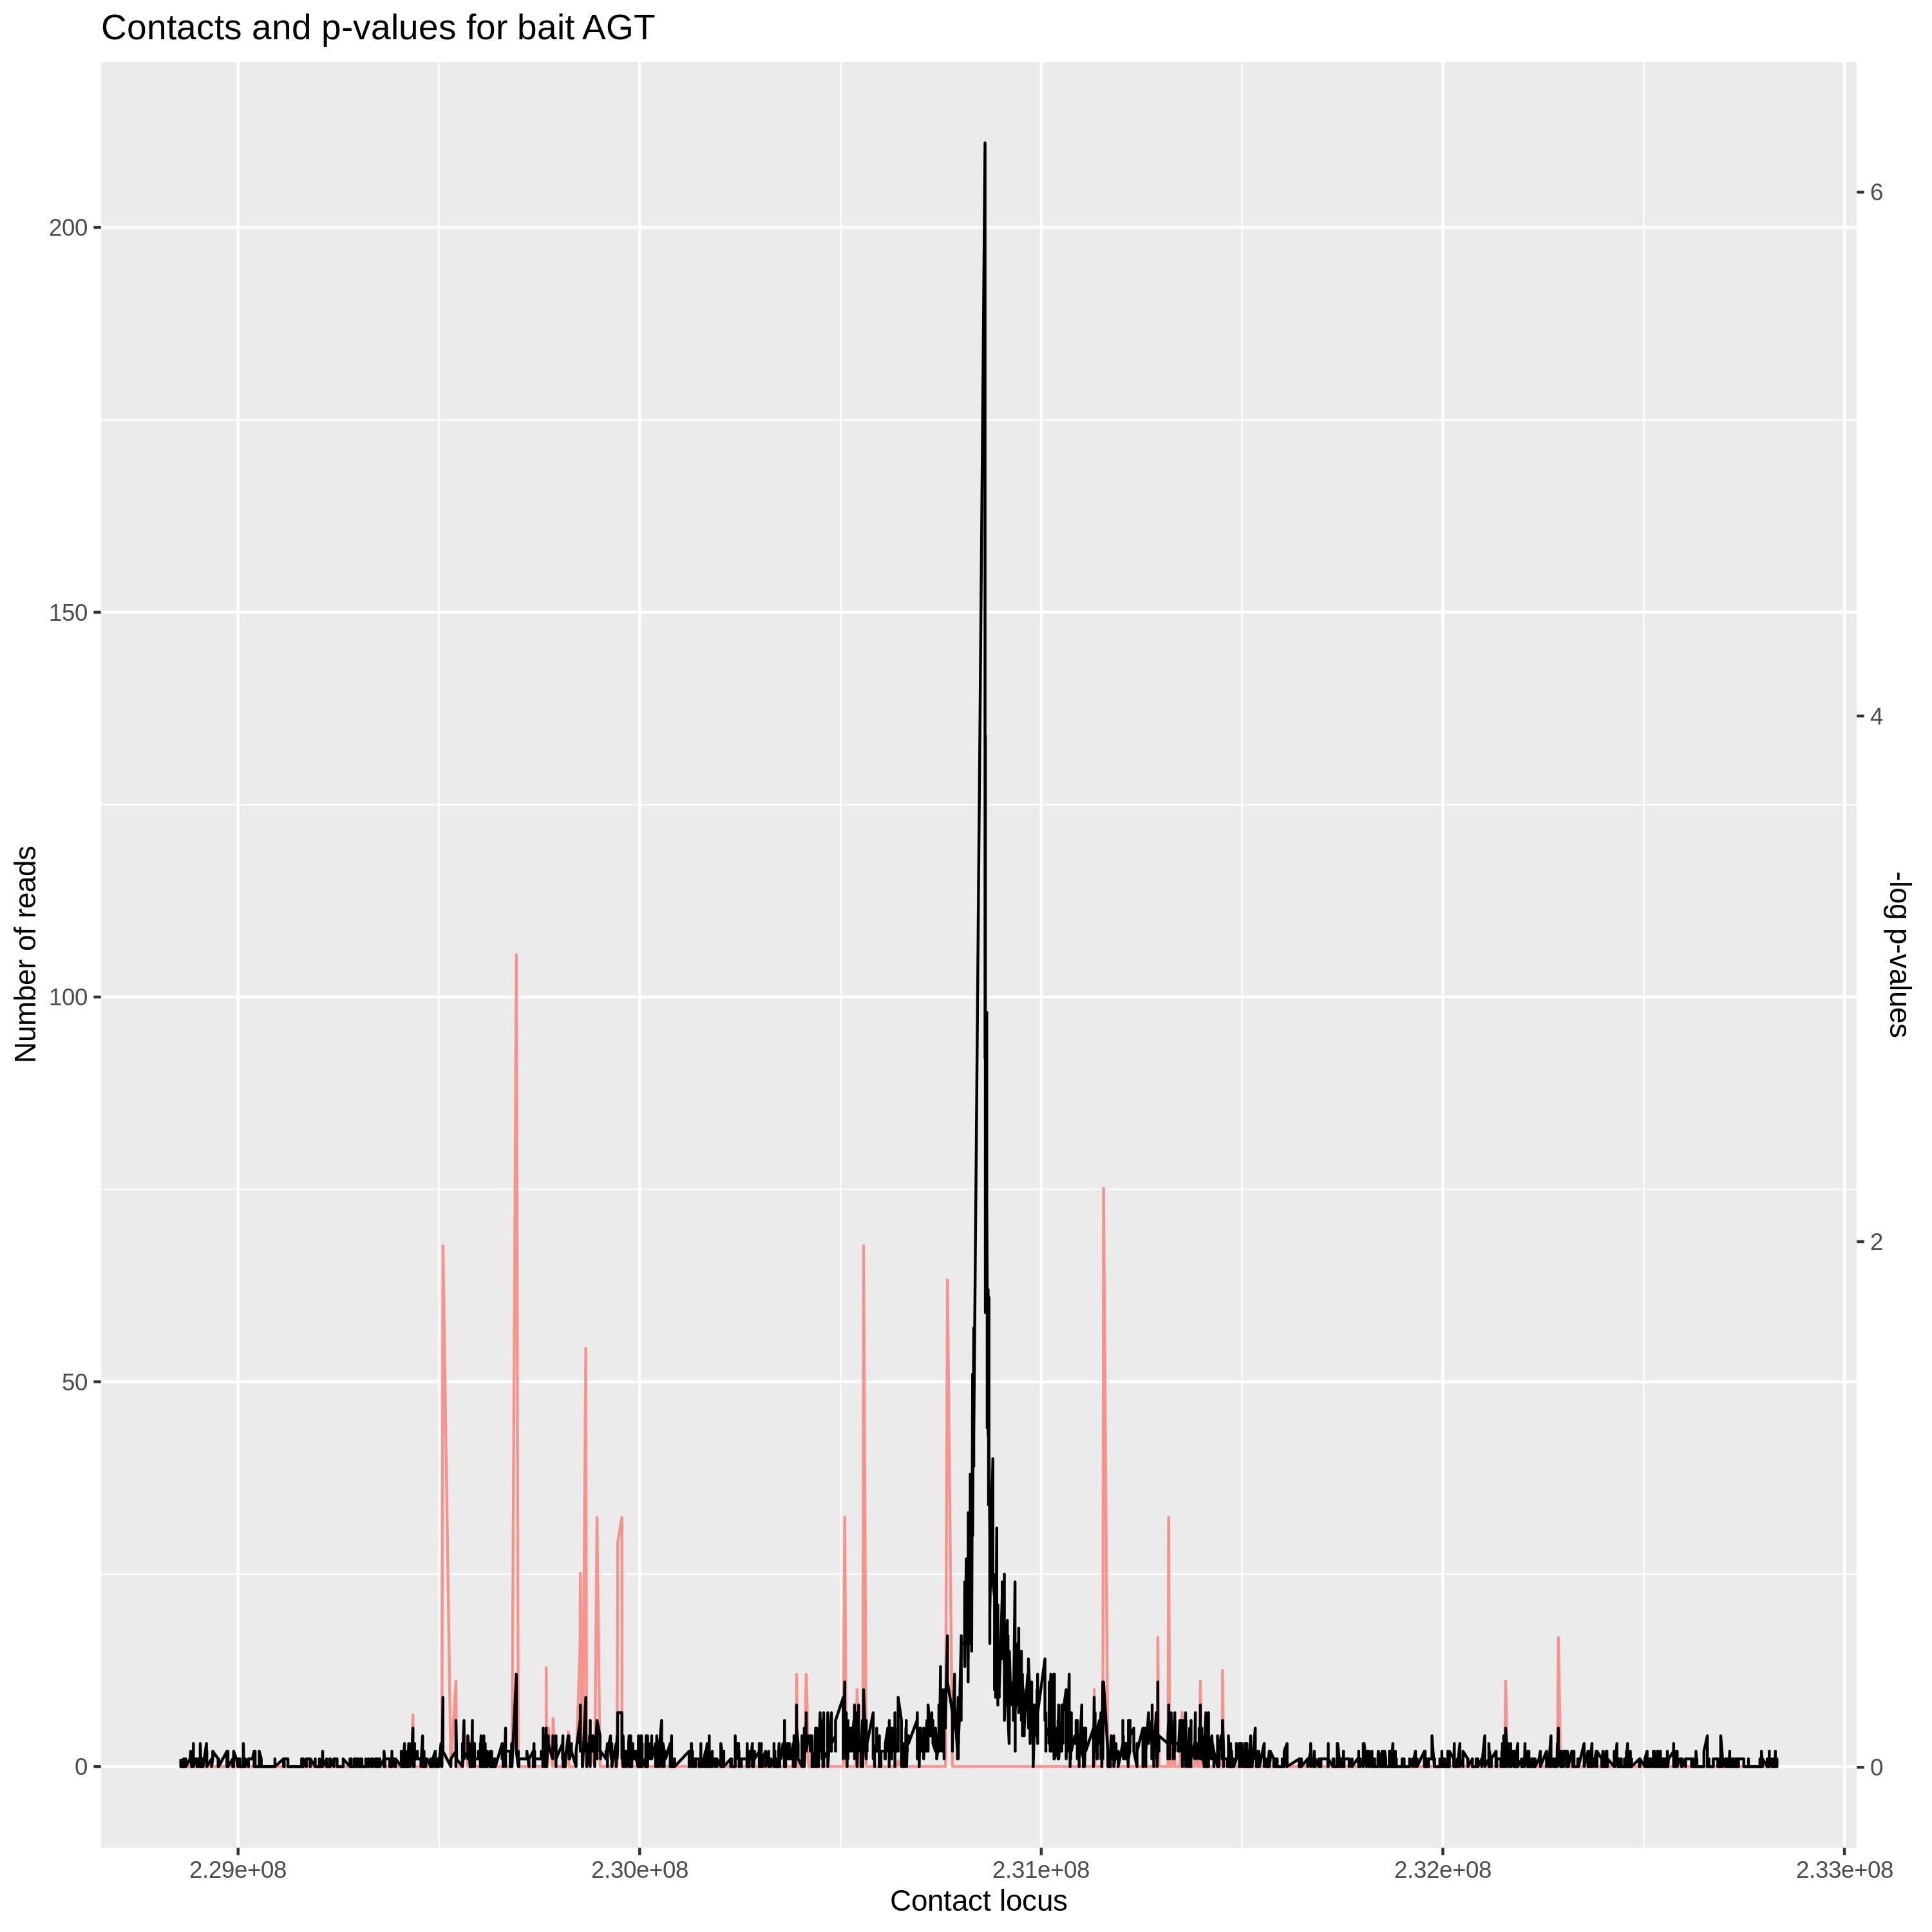 Contacts and p-values for bait AGT
Number of reads
200
150
100
50
0
6
4
2
0
-log p-values
2.29e+08
2.30e+08
2.31e+08
2.32e+08
2.33e+08
Contact locus